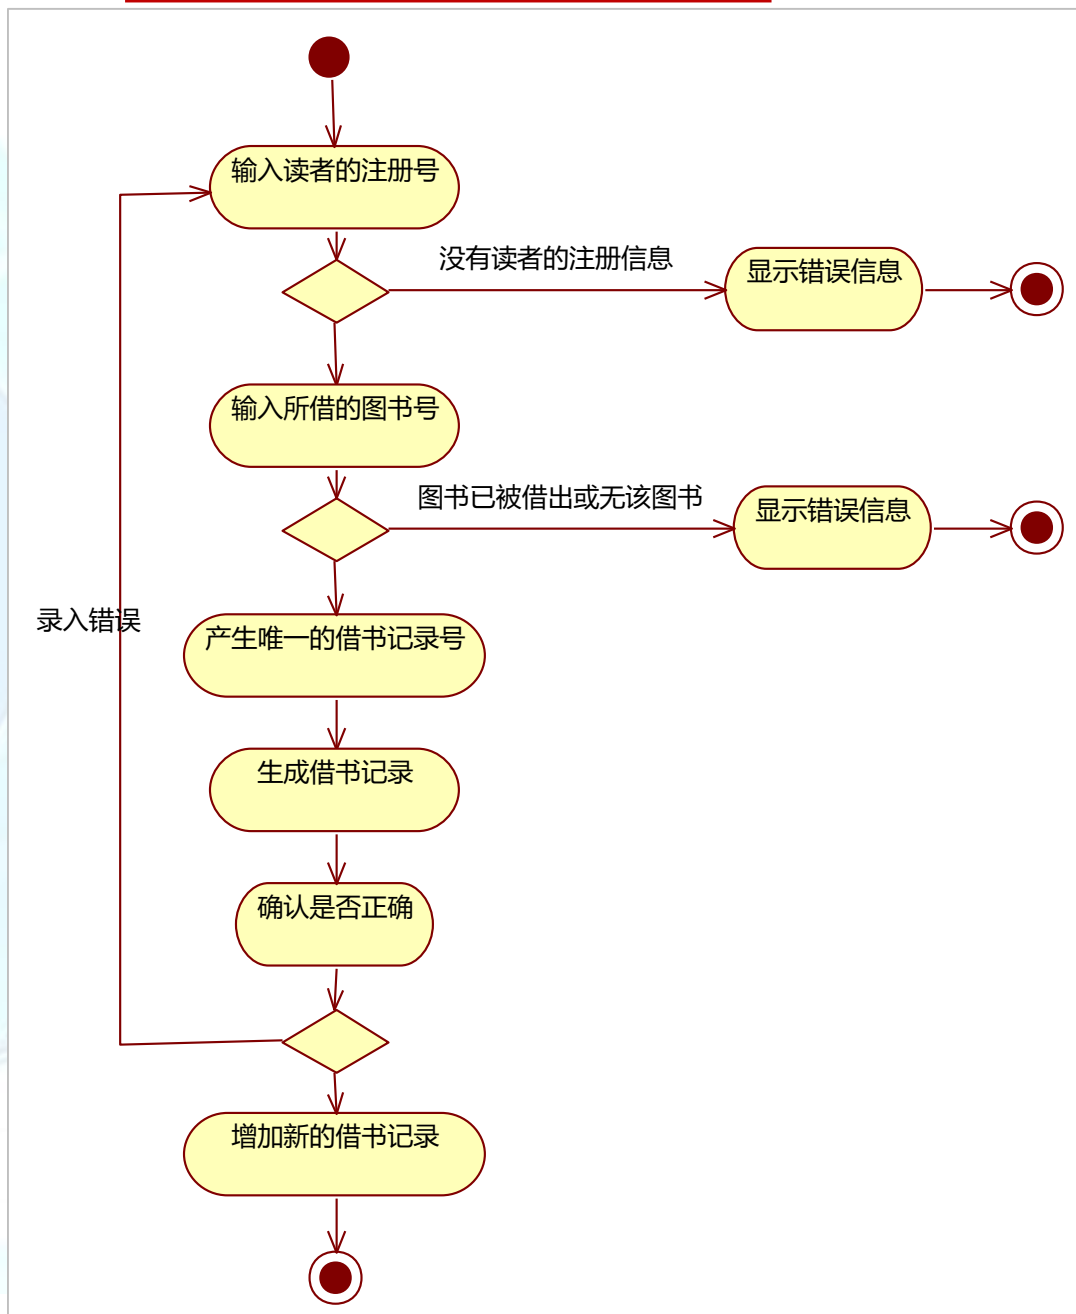 输入读者的注册号
没有读者的注册信息
显示错误信息
输入所借的图书号
图书已被借出或无该图书
显示错误信息
录入错误
产生唯一的借书记录号
生成借书记录
确认是否正确
增加新的借书记录